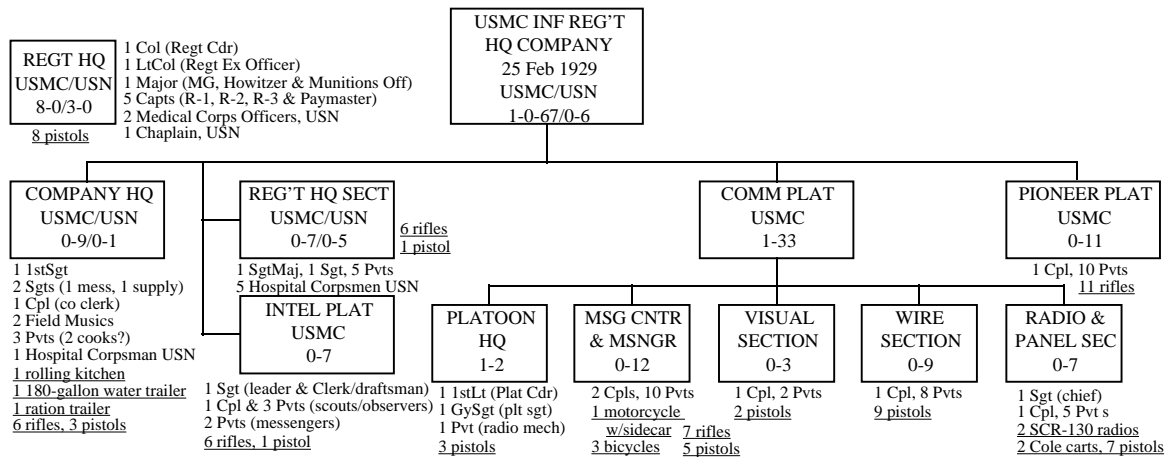 USMC INF REG'T
HQ COMPANY
25 Feb 1929
USMC/USN
1-0-67/0-6
REGT HQ
USMC/USN
8-0/3-0
8 pistols
1 Col (Regt Cdr)
1 LtCol (Regt Ex Officer)
1 Major (MG, Howitzer & Munitions Off)
5 Capts (R-1, R-2, R-3 & Paymaster)
2 Medical Corps Officers, USN
1 Chaplain, USN
COMPANY HQ
USMC/USN
0-9/0-1
1 1stSgt
2 Sgts (1 mess, 1 supply)
1 Cpl (co clerk)
2 Field Musics
3 Pvts (2 cooks?)
1 Hospital Corpsman USN
1 rolling kitchen
1 180-gallon water trailer
1 ration trailer
6 rifles, 3 pistols
REG'T HQ SECT
USMC/USN
0-7/0-5
6 rifles
1 pistol
1 SgtMaj, 1 Sgt, 5 Pvts
5 Hospital Corpsmen USN
INTEL PLAT
USMC
0-7
1 Sgt (leader & Clerk/draftsman)
1 Cpl & 3 Pvts (scouts/observers)
2 Pvts (messengers)
6 rifles, 1 pistol
COMM PLAT
USMC
1-33
PLATOON
HQ
1-2
1 1stLt (Plat Cdr)
1 GySgt (plt sgt)
1 Pvt (radio mech)
3 pistols
MSG CNTR
& MSNGR
0-12
2 Cpls, 10 Pvts
1 motorcycle
w/sidecar
3 bicycles
7 rifles
5 pistols
VISUAL
SECTION
0-3
1 Cpl, 2 Pvts
2 pistols
WIRE
SECTION
0-9
1 Cpl, 8 Pvts
9 pistols
RADIO &
PANEL SEC
0-7
1 Sgt (chief)
1 Cpl, 5 Pvt s
2 SCR-130 radios
2 Cole carts, 7 pistols
PIONEER PLAT
USMC
0-11
1 Cpl, 10 Pvts
11 rifles